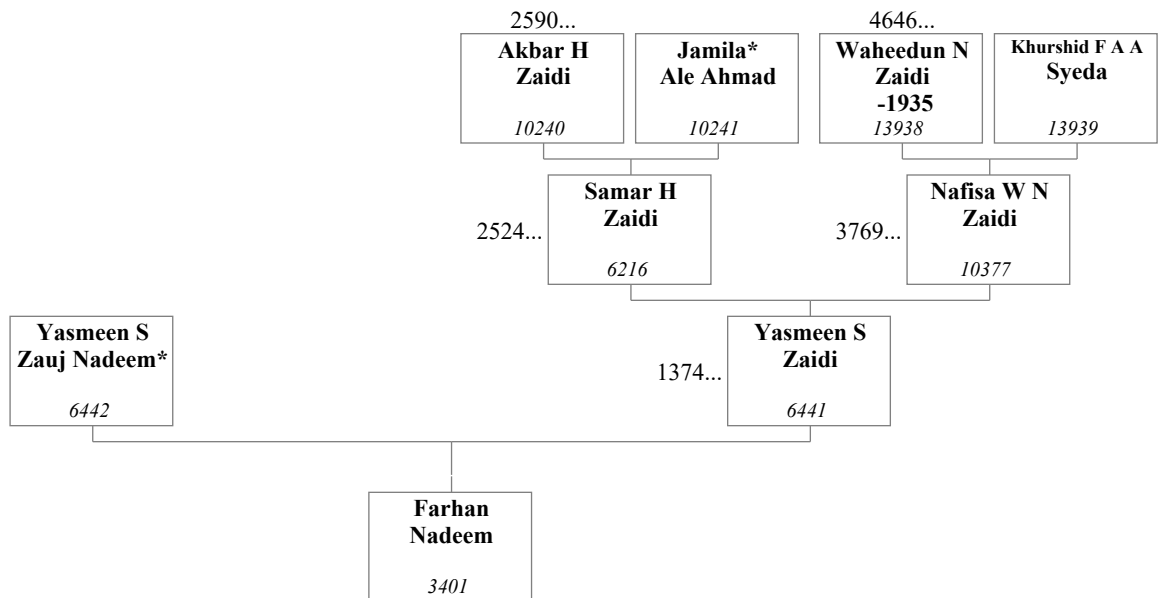 2590...
4646...
Akbar H
Zaidi
10240
Jamila*
Ale Ahmad
10241
Waheedun N
Zaidi
-1935
13938
Khurshid F A A
Syeda
13939
2524...
Samar H
Zaidi
6216
3769...
Nafisa W N
Zaidi
10377
Yasmeen S
Zauj Nadeem*
6442
1374...
Yasmeen S
Zaidi
6441
Farhan
Nadeem
3401